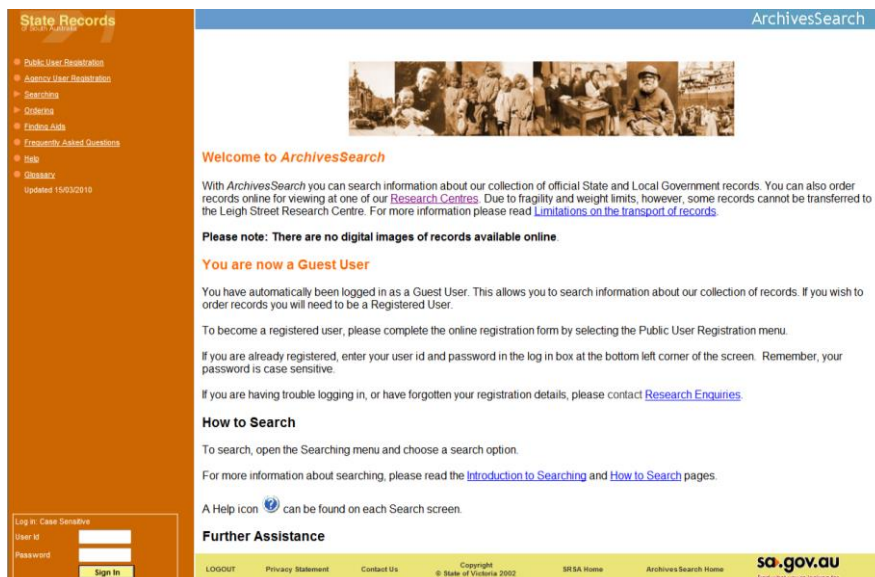 State Records
of South Australia
ArchivesSearch
Public User Registration
Agency User Registration
Searching
Ordering
Finding Aids
Frequently Asked Questions
Help
Glossary
Updated 15/03/2010
Welcome to ArchivesSearch
With ArchivesSearch you can search information about our collection of official State and Local Government records. You can also order
records online for viewing at one of our Research Centres. Due to fragility and weight limits, however, some records cannot be transferred to
the Leigh Street Research Centre. For more information please read Limitations on the transport of records.
Please note: There are no digital images of records available online.
You are now a Guest User
You have automatically been logged in as a Guest User. This allows you to search information about our collection of records. If you wish to
order records you will need to be a Registered User.
To become a registered user, please complete the online registration form by selecting the Public User Registration menu.
If you are already registered, enter your user id and password in the log in box at the bottom left corner of the screen. Remember, your
password is case sensitive.
If you are having trouble logging in, or have forgotten your registration details, please contact Research Enquiries.
How to Search
To search, open the Searching menu and choose a search option.
For more information about searching, please read the Introduction to Searching and How to Search pages.
A Help icon ? can be found on each Search screen.
Further Assistance
Log in: Case Sensitive
User Id
Password
Sign In
LOGOUT Privacy Statement Contact Us Copyright © State of Victoria 2002 SRSA Home ArchivesSearch Home sa.gov.au